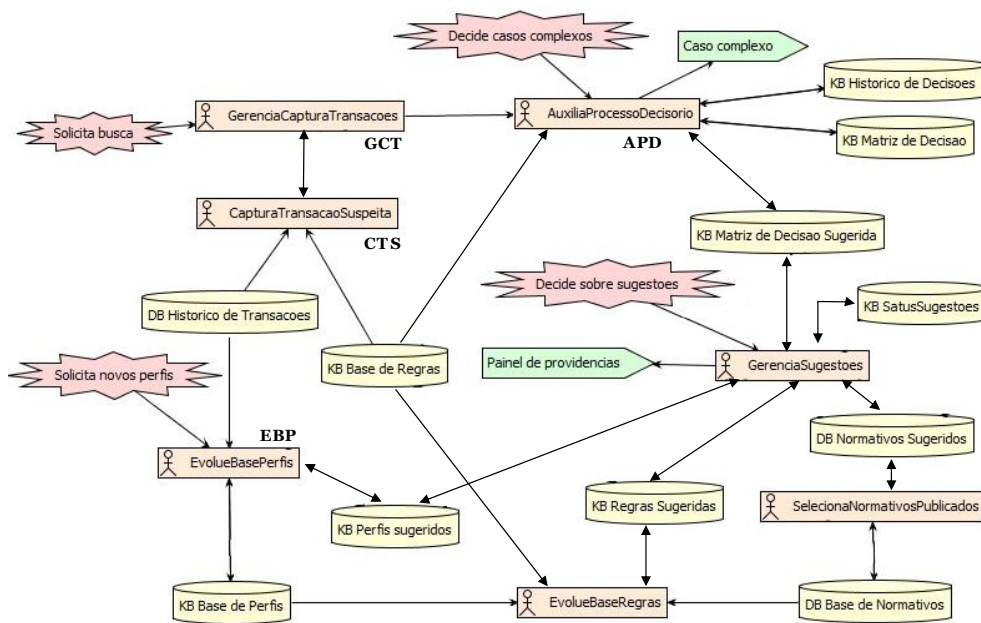 Decide casos complexos
Caso complexo
KB Historico de Decisoes
GerenciaCapturaTransacoes
AuxiliaProcessoDecisorio
Solicita busca
GCT
APD
KB Matriz de Decisao
CapturaTransacaoSuspeita
CTS
KB Matriz de Decisao Sugerida
Decide sobre sugestoes
KB SatusSugestoes
DB Historico de Transacoes
Painel de providencias
GerenciaSugestoes
KB Base de Regras
Solicita novos perfis
EBP
DB Normativos Sugeridos
EvolueBasePerfis
KB Perfis sugeridos
KB Regras Sugeridas
SelecionaNormativosPublicados
KB Base de Perfis
EvolueBaseRegras
DB Base de Normativos